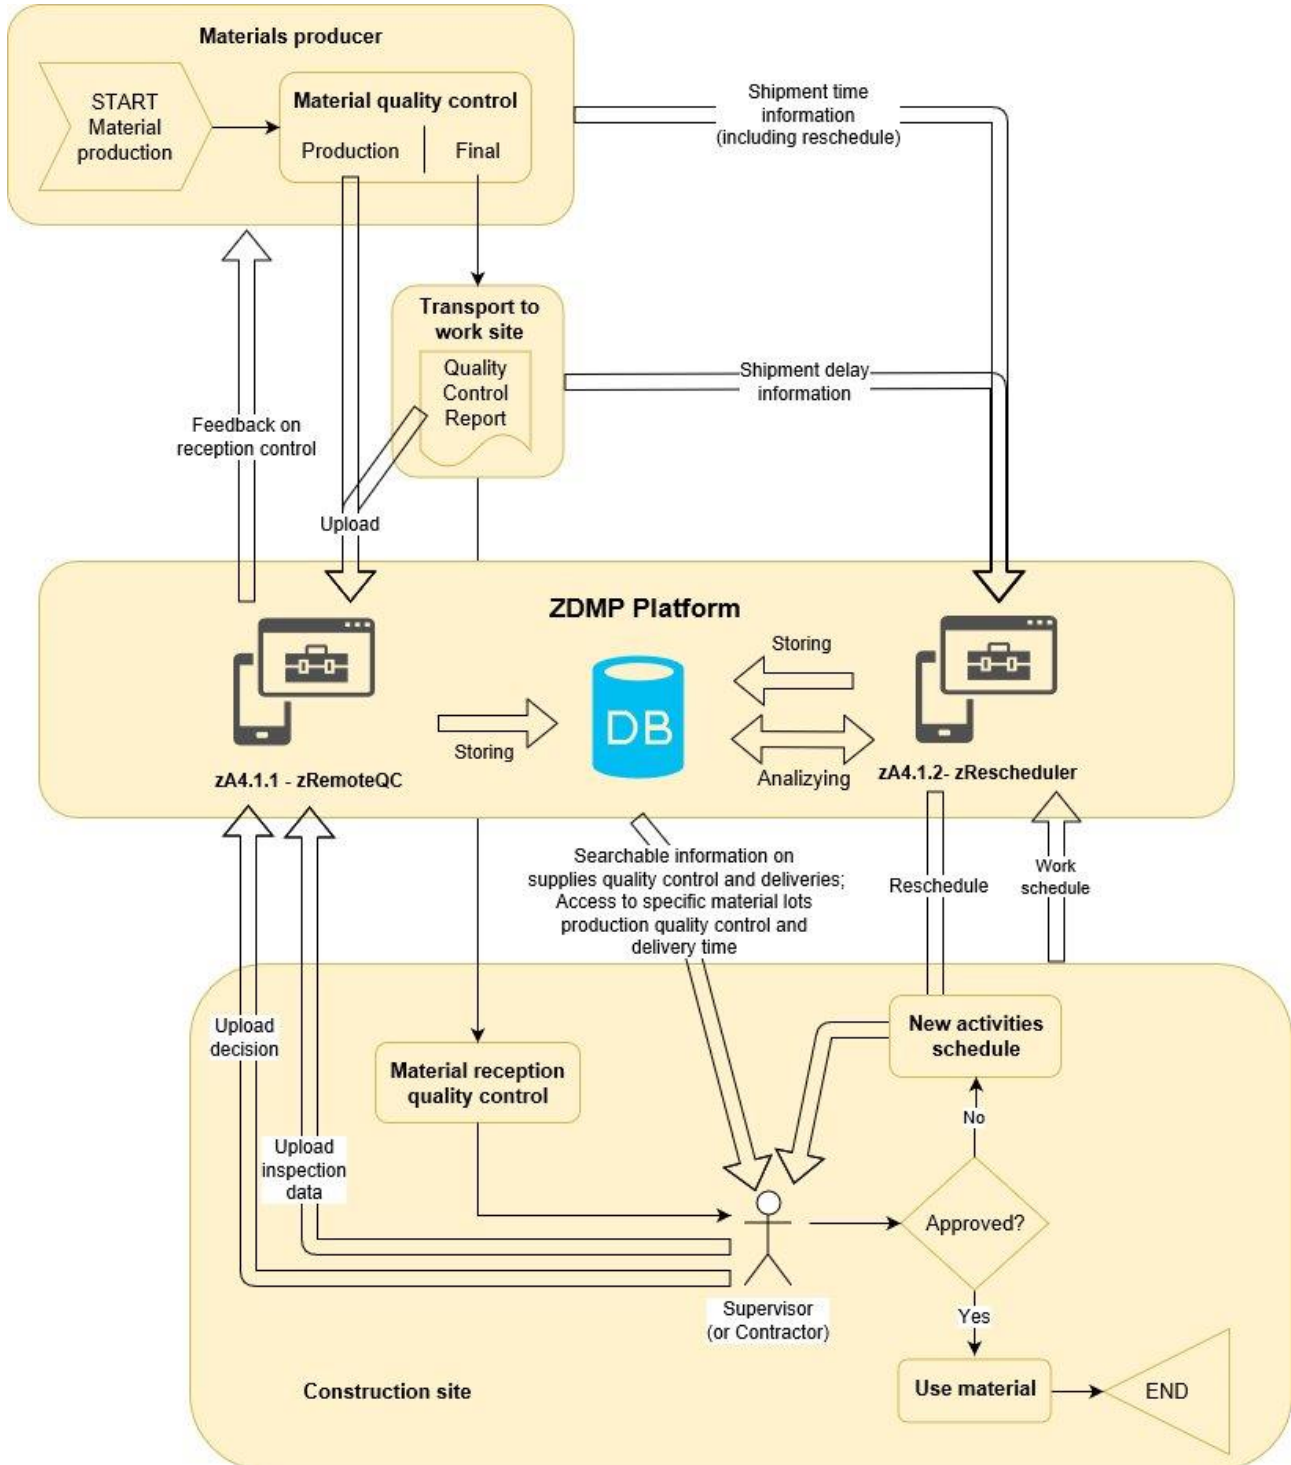 Materials producer
START
Material
production
Material quality control
Production
Final
Shipment time
information
(including reschedule)
Transport to
work site
Quality
Control
Report
Shipment delay
information
Feedback on
reception control
Upload
ZDMP Platform
Storing
DB
Storing
Analizying
zA4.1.1 - zRemoteQC
zA4.1.2- zRescheduler
Searchable information on
supplies quality control and deliveries;
Access to specific material lots
production quality control and
delivery time
Reschedule
Work
schedule
Upload
decision
New activities
schedule
Material reception
quality control
No
Upload
inspection
data
Approved?
Supervisor
(or Contractor)
Yes
Use material
END
Construction site